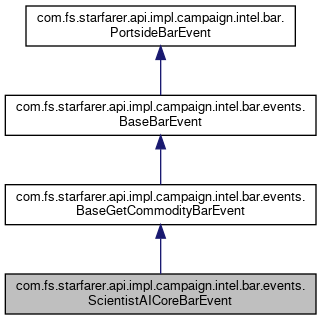 com.fs.starfarer.api.impl.campaign.intel.bar.
PortsideBarEvent
com.fs.starfarer.api.impl.campaign.intel.bar.events.
BaseBarEvent
com.fs.starfarer.api.impl.campaign.intel.bar.events.
BaseGetCommodityBarEvent
com.fs.starfarer.api.impl.campaign.intel.bar.events.
ScientistAICoreBarEvent